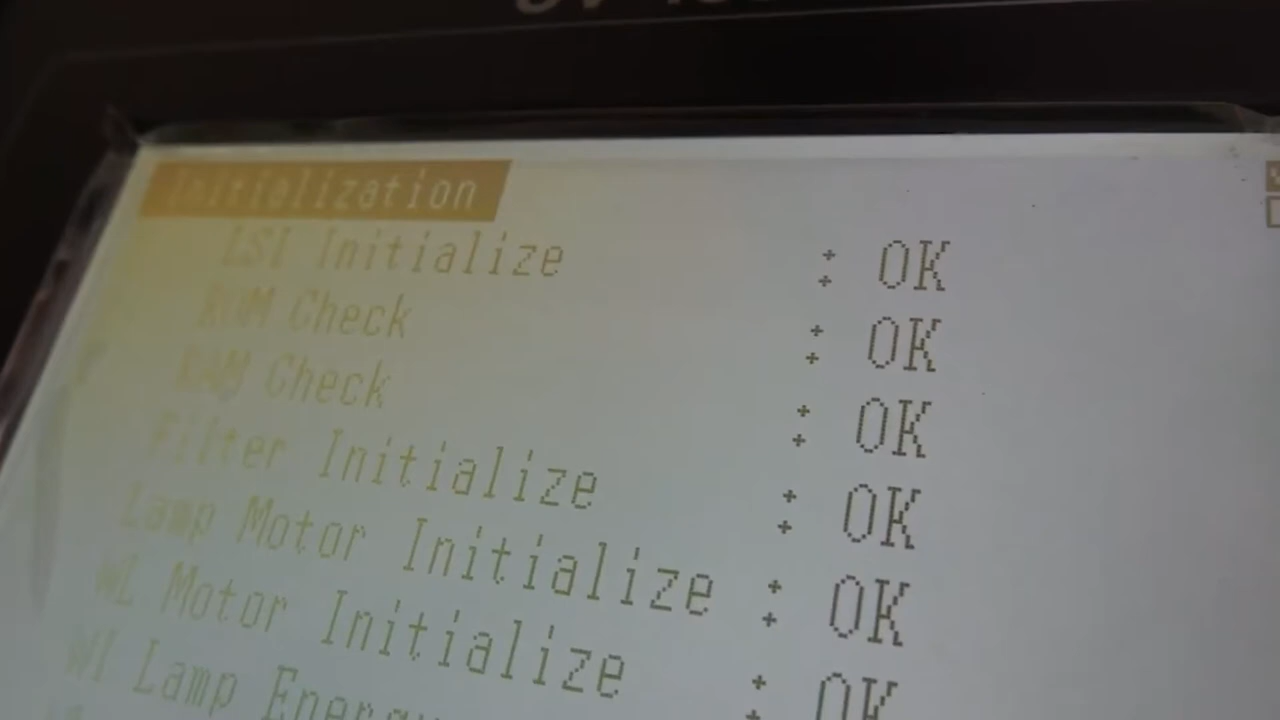 Initialization
LSI Initialize : OK
ROM Check : OK
RAM Check : OK
Filter Initialize : OK
Lamp Motor Initialize : OK
WL Motor Initialize : OK
WI Lamp Energy